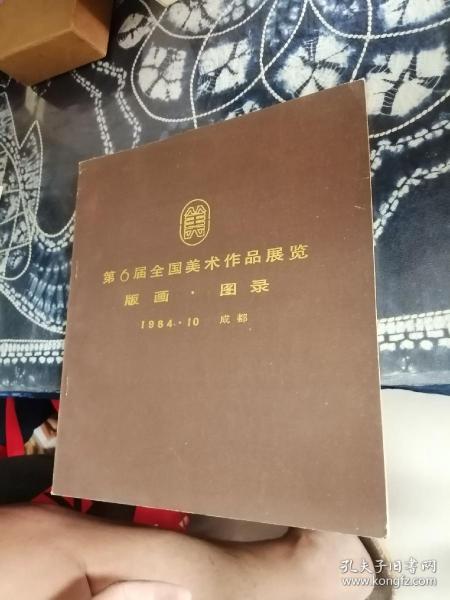 美
第6届全国美术作品展览
版画·图录
1984·10 成都
孔夫子旧书网
www.kongfz.com